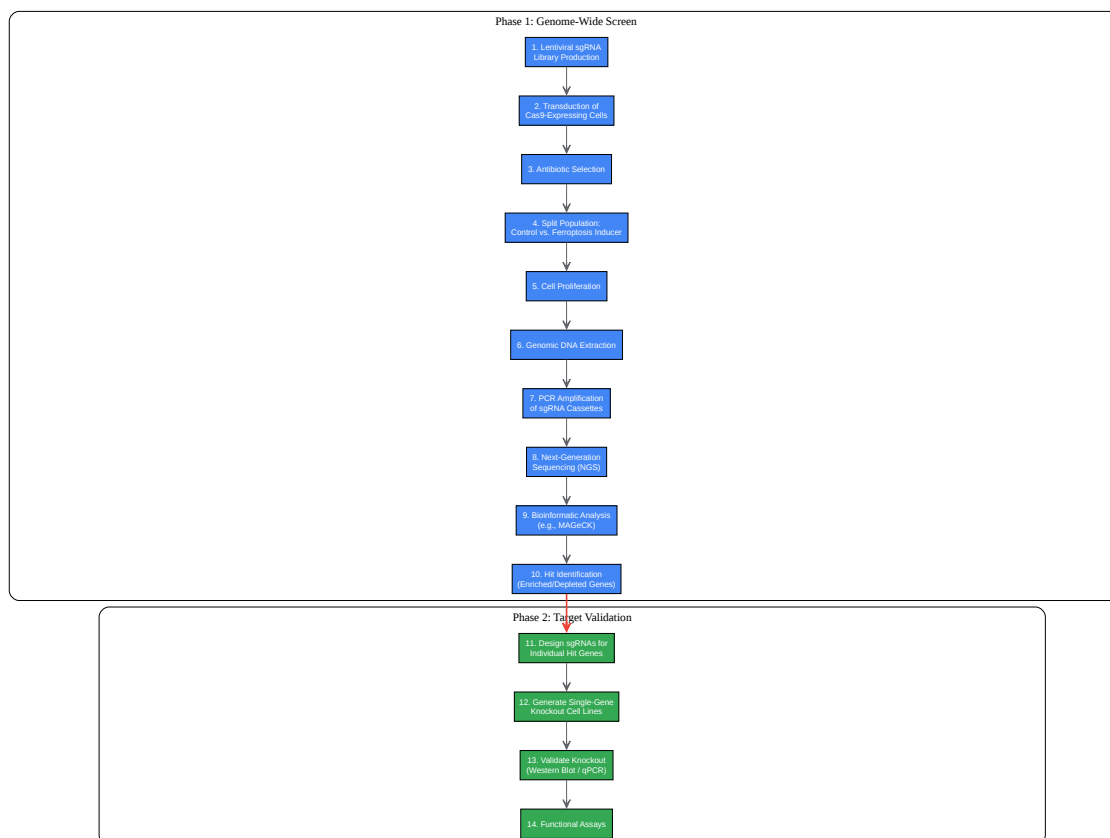 Phase 1: Genome-Wide Screen
1. Lentiviral sgRNA
Library Production
2. Transduction of
Cas9-Expressing Cells
3. Antibiotic Selection
4. Split Population:
Control vs. Ferroptosis Inducer
5. Cell Proliferation
6. Genomic DNA Extraction
7. PCR Amplification
of sgRNA Cassettes
8. Next-Generation
Sequencing (NGS)
9. Bioinformatic Analysis
(e.g., MAGeCK)
10. Hit Identification
(Enriched/Depleted Genes)
Phase 2: Target Validation
11. Design sgRNAs for
Individual Hit Genes
12. Generate Single-Gene
Knockout Cell Lines
13. Validate Knockout
(Western Blot / qPCR)
14. Functional Assays